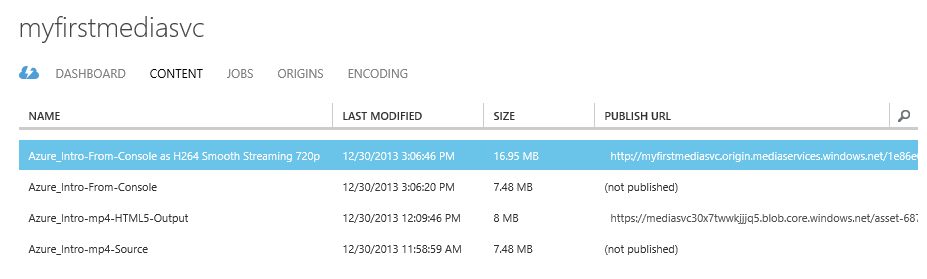 myfirstmediasvc
DASHBOARD CONTENT JOBS ORIGINS ENCODING
NAME LAST MODIFIED SIZE PUBLISH URL
Azure_Intro-From-Console as H264 Smooth Streaming 720p 12/30/2013 3:06:46 PM 16.95 MB http://myfirstmediasvc.origin.mediaservices.windows.net/1e86e
Azure_Intro-From-Console 12/30/2013 3:06:20 PM 7.48 MB (not published)
Azure_Intro-mp4-HTML5-Output 12/30/2013 12:09:46 PM 8 MB https://mediasvc30x7twwkjjjq5.blob.core.windows.net/asset-687
Azure_Intro-mp4-Source 12/30/2013 11:58:59 AM 7.48 MB (not published)